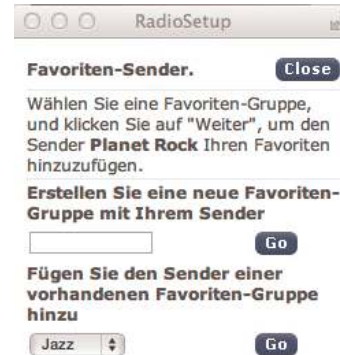 RadioSetup
Favoriten-Sender. Close
Wählen Sie eine Favoriten-Gruppe,
und klicken Sie auf "Weiter", um den
Sender Planet Rock Ihren Favoriten
hinzuzufügen.
Erstellen Sie eine neue Favoriten-
Gruppe mit Ihrem Sender
Go
Fügen Sie den Sender einer
vorhandenen Favoriten-Gruppe
hinzu
Jazz Go